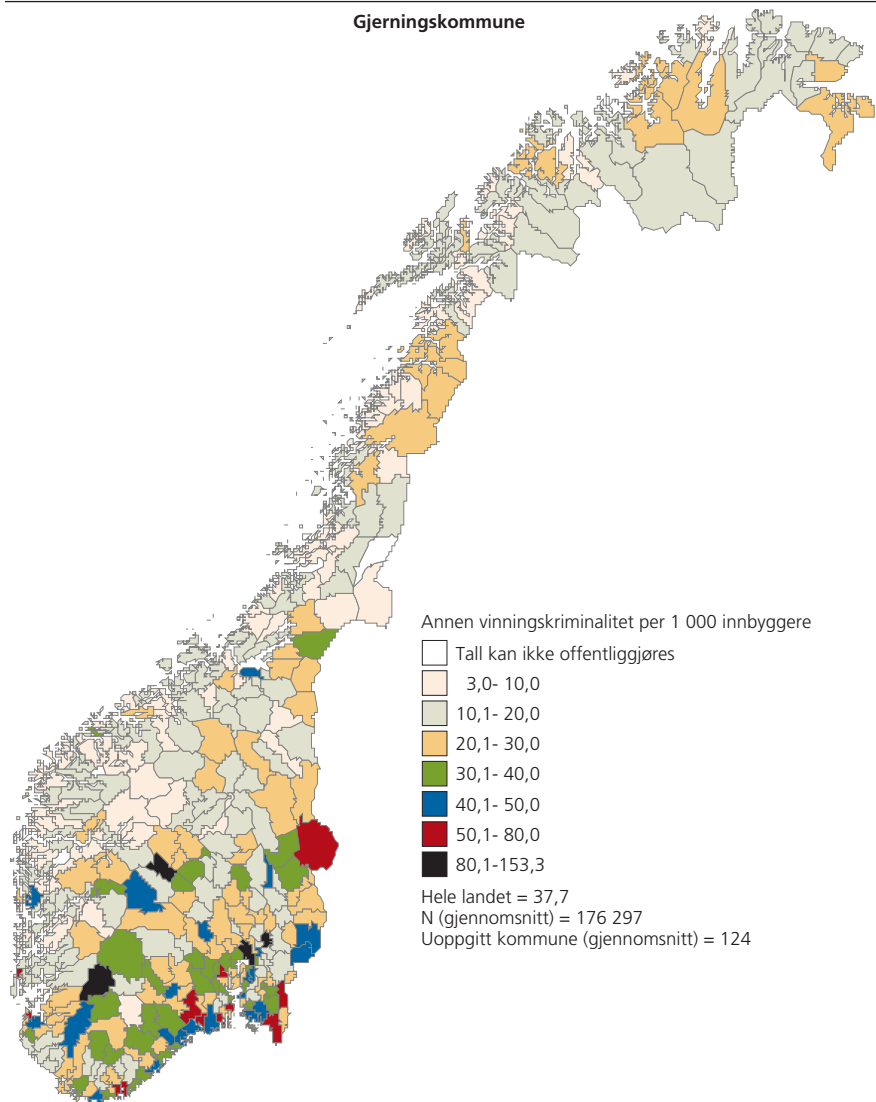 Gjerningskommune
Annen vinningskriminalitet per 1 000 innbyggere
Tall kan ikke offentliggjøres
3,0- 10,0
10,1- 20,0
20,1- 30,0
30,1- 40,0
40,1- 50,0
50,1- 80,0
80,1-153,3
Hele landet = 37,7
N (gjennomsnitt) = 176 297
Uoppgitt kommune (gjennomsnitt) = 124